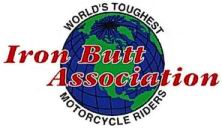 WORLD'S TOUGHEST
Iron Butt
Association
MOTORCYCLE RIDERS